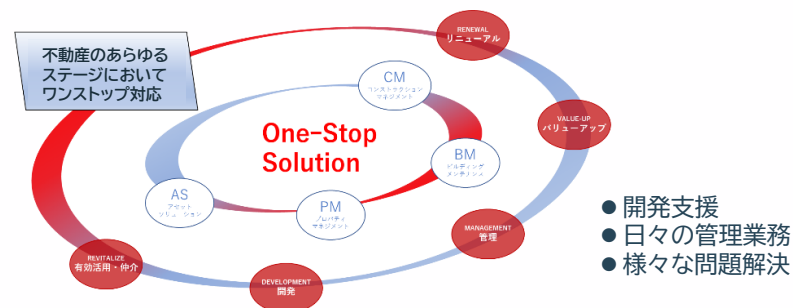 不動産のあらゆる
ステージにおいて
ワンストップ対応
RENEWAL
リニューアル
CM
コンストラクション
マネジメント
VALUE-UP
バリューアップ
One-Stop
Solution
BM
ビルディング
メンテナンス
AS
アセット
ソリューション
PM
プロパティ
マネジメント
MANAGEMENT
管理
REVITALIZE
有効活用・仲介
DEVELOPMENT
開発
●開発支援
●日々の管理業務
●様々な問題解決